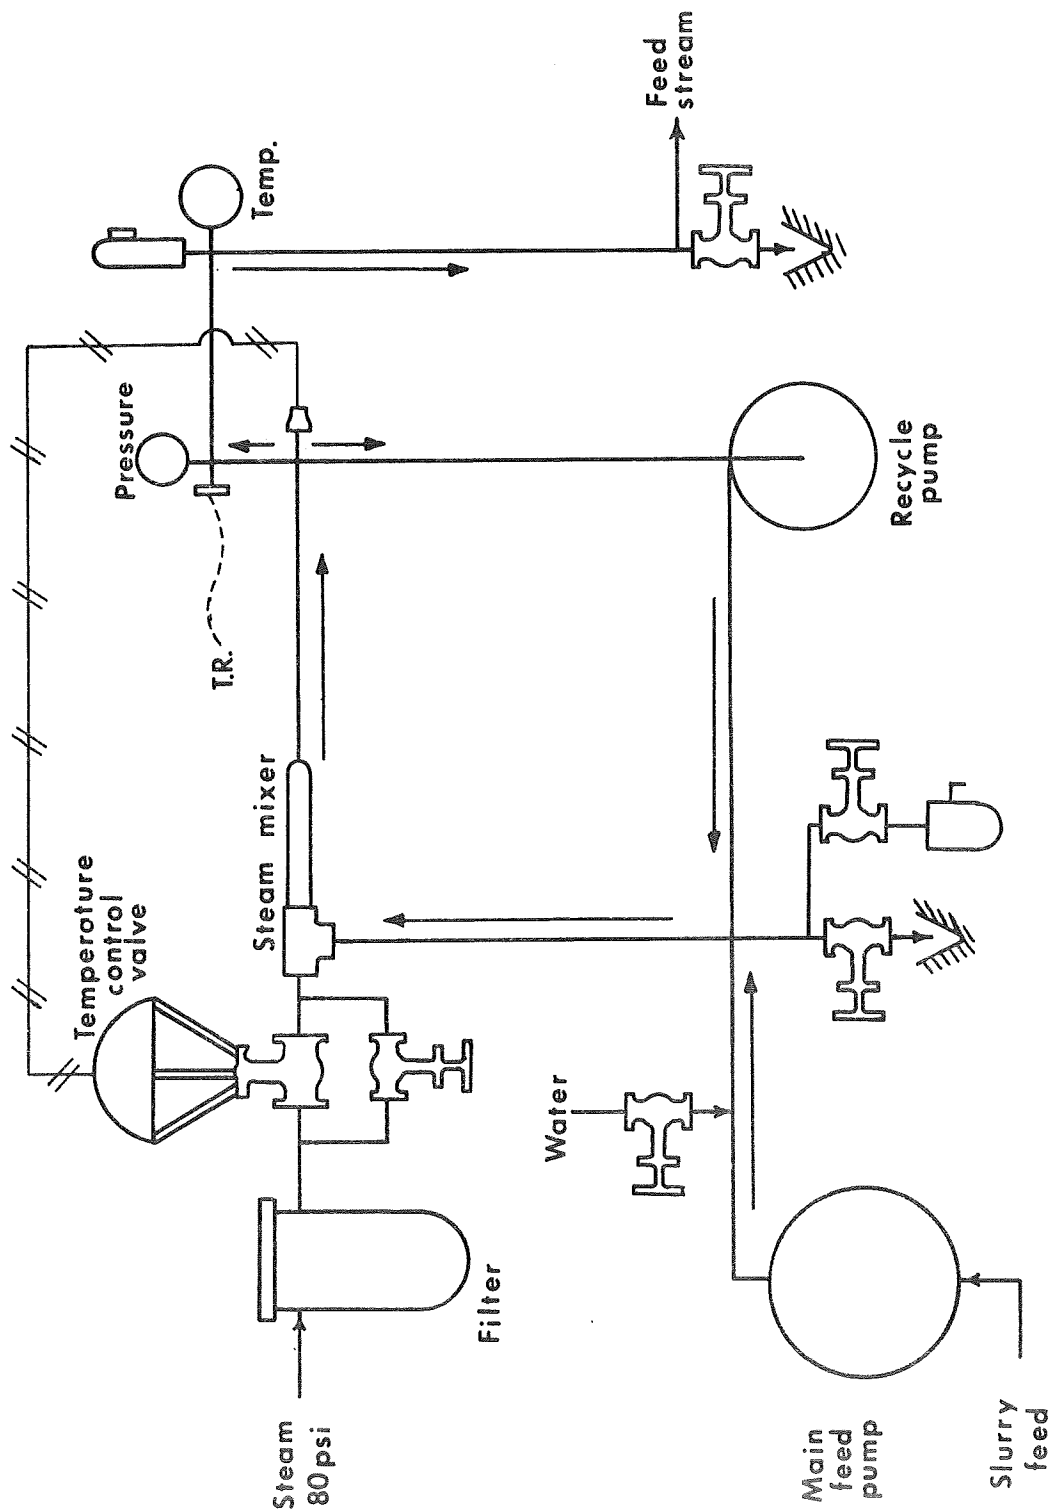 Steam
80 psi
Filter
Temperature
control
valve
Steam mixer
T.R.
Pressure
Temp.
Feed
stream
Water
Recycle
pump
Main
feed
pump
Slurry
feed